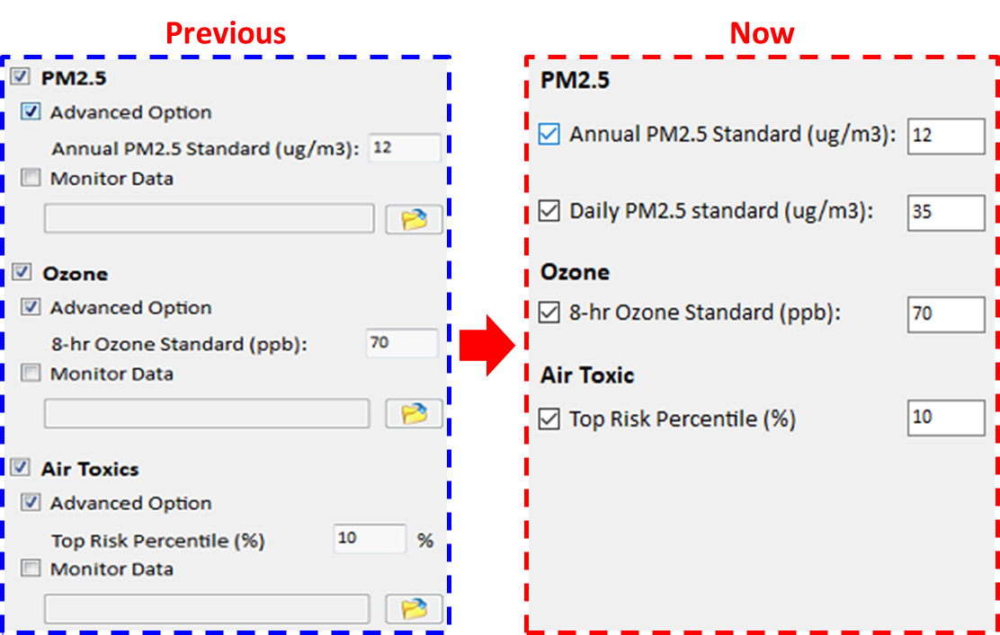 Previous
PM2.5
Advanced Option
Annual PM2.5 Standard (ug/m3): 12
Monitor Data
Ozone
Advanced Option
8-hr Ozone Standard (ppb): 70
Monitor Data
Air Toxics
Advanced Option
Top Risk Percentile (%) 10 %
Monitor Data
Now
PM2.5
Annual PM2.5 Standard (ug/m3): 12
Daily PM2.5 standard (ug/m3): 35
Ozone
8-hr Ozone Standard (ppb): 70
Air Toxic
Top Risk Percentile (%) 10